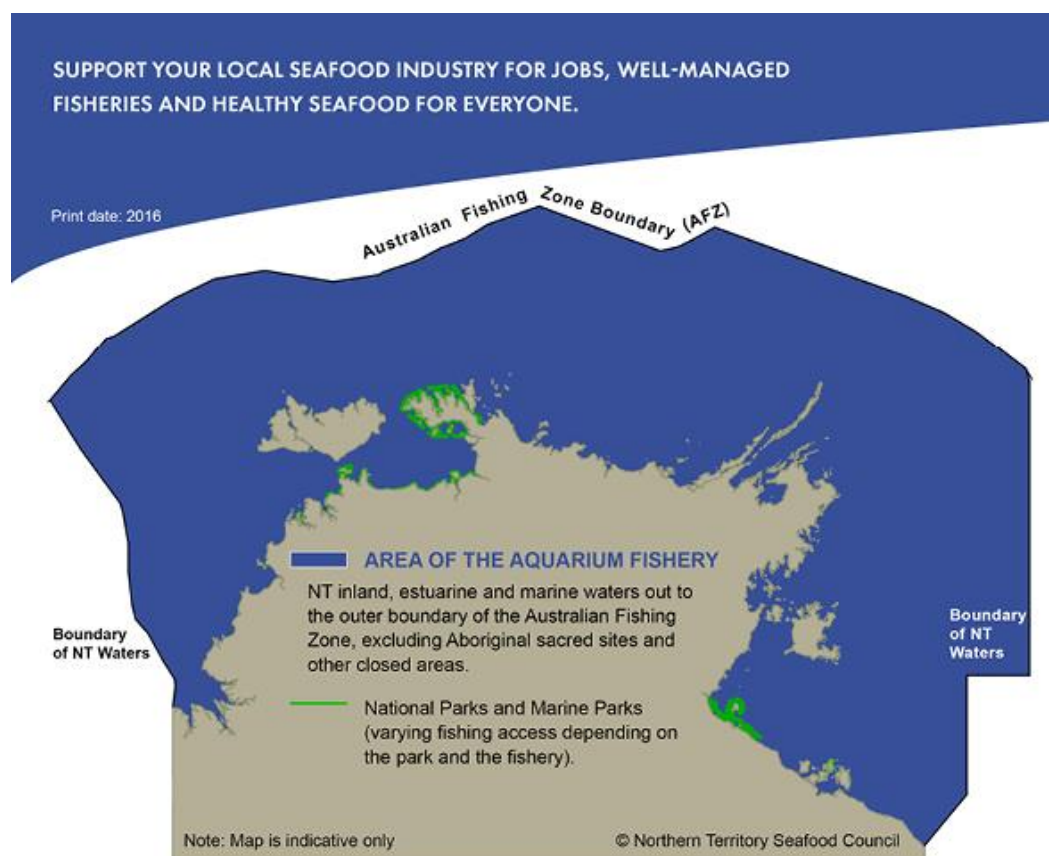 SUPPORT YOUR LOCAL SEAFOOD INDUSTRY FOR JOBS, WELL-MANAGED
FISHERIES AND HEALTHY SEAFOOD FOR EVERYONE.
Print date: 2016
Australian Fishing Zone Boundary (AFZ)
AREA OF THE AQUARIUM FISHERY
NT inland, estuarine and marine waters out to
the outer boundary of the Australian Fishing
Zone, excluding Aboriginal sacred sites and
other closed areas.
Boundary
of NT Waters
Boundary
of NT
Waters
National Parks and Marine Parks
(varying fishing access depending on
the park and the fishery).
Note: Map is indicative only
© Northern Territory Seafood Council